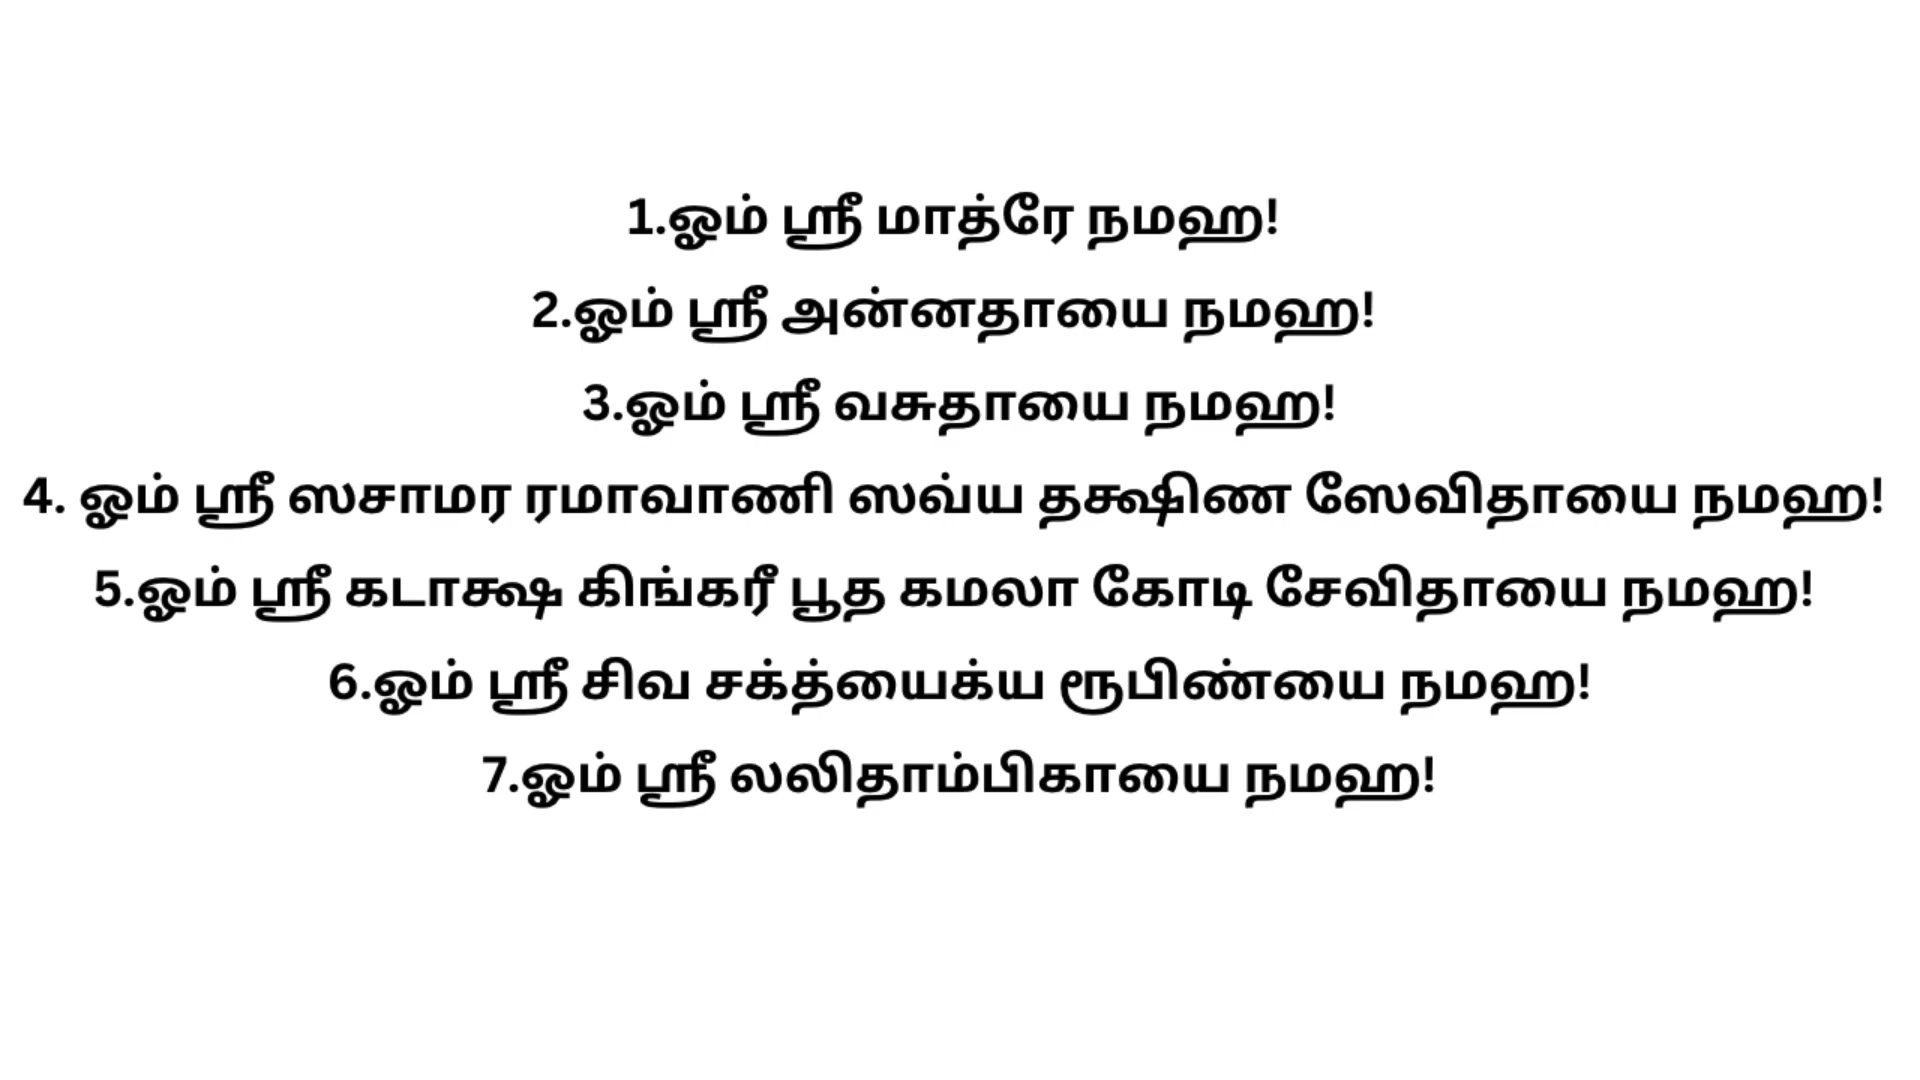 1.ஓம் ஸ்ரீ மாத்ரே நமஹ!
2.ஓம் ஸ்ரீ அன்னதாயை நமஹ!
3.ஓம் ஸ்ரீ வசுதாயை நமஹ!
4. ஓம் ஸ்ரீ ஸசாமர ரமாவாணி ஸவ்ய தக்ஷிண ஸேவிதாயை நமஹ!
5.ஓம் ஸ்ரீ கடாக்ஷ கிங்கரீ பூத கமலா கோடி சேவிதாயை நமஹ!
6.ஓம் ஸ்ரீ சிவ சக்த்யைக்ய ரூபிண்யை நமஹ!
7.ஓம் ஸ்ரீ லலிதாம்பிகாயை நமஹ!